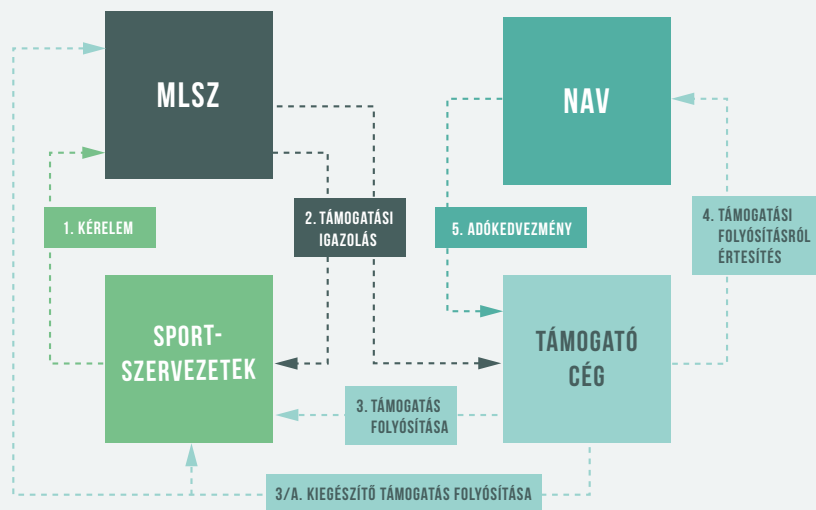 MLSZ
NAV
1. KÉRELEM
2. TÁMOGATÁSI
IGAZOLÁS
5. ADÓKEDVEZMÉNY
4. TÁMOGATÁSI
FOLYÓSÍTÁSRÓL
ÉRTESÍTÉS
SPORT-
SZERVEZETEK
TÁMOGATÓ
CÉG
3. TÁMOGATÁS
FOLYÓSÍTÁSA
3/A. KIEGÉSZÍTŐ TÁMOGATÁS FOLYÓSÍTÁSA